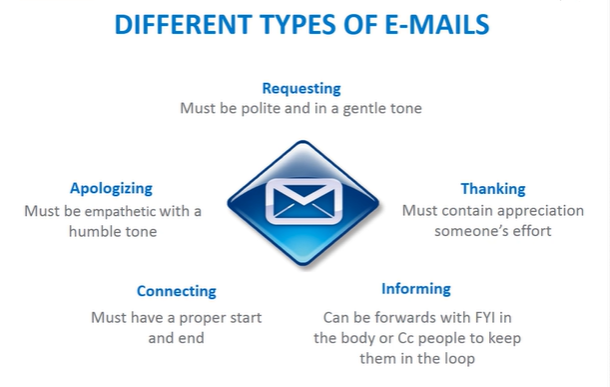 DIFFERENT TYPES OF E-MAILS
Requesting
Must be polite and in a gentle tone
Apologizing
Must be empathetic with a
humble tone
Thanking
Must contain appreciation
someone's effort
Connecting
Must have a proper start
and end
Informing
Can be forwards with FYI in
the body or Cc people to keep
them in the loop